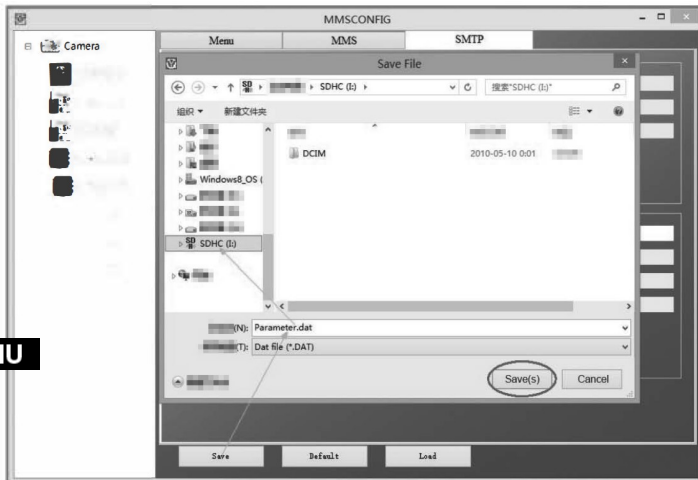 MMSCONFIG
Camera
Menu MMS SMTP
Save File
SDHC (I:)
搜索"SDHC (I:)"
组织 新建文件夹
DCIM 2010-05-10 0:01
Windows8_OS (
SDHC (I:)
(N): Parameter.dat
(T): Dat file (*.DAT)
Save(s) Cancel
Save Default Load